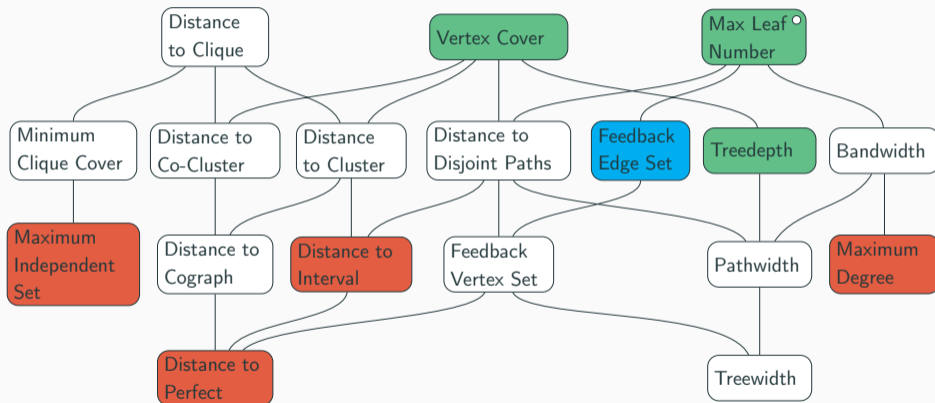 Distance
to Clique
Vertex Cover
Max Leaf
Number
Minimum
Clique Cover
Distance to
Co-Cluster
Distance
to Cluster
Distance to
Disjoint Paths
Feedback
Edge Set
Treedepth
Bandwidth
Maximum
Independent
Set
Distance to
Cograph
Distance to
Interval
Feedback
Vertex Set
Pathwidth
Maximum
Degree
Distance to
Perfect
Treewidth